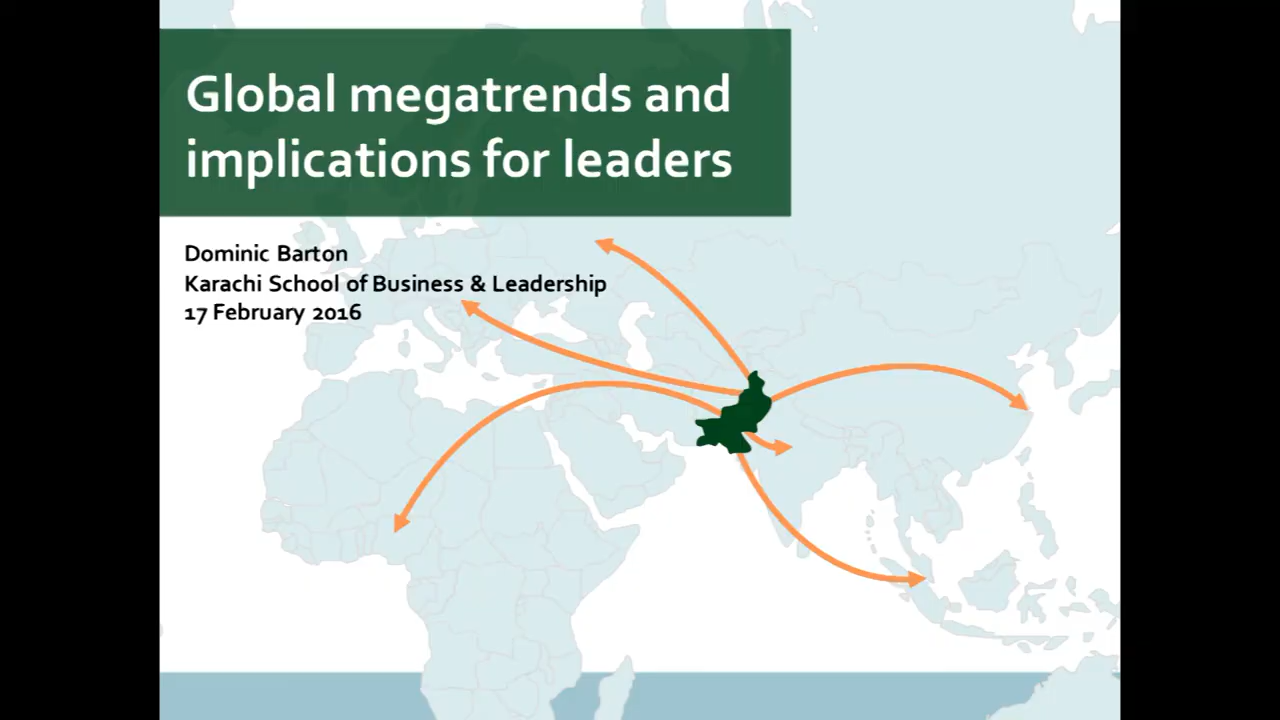 Global megatrends and
implications for leaders
Dominic Barton
Karachi School of Business & Leadership
17 February 2016